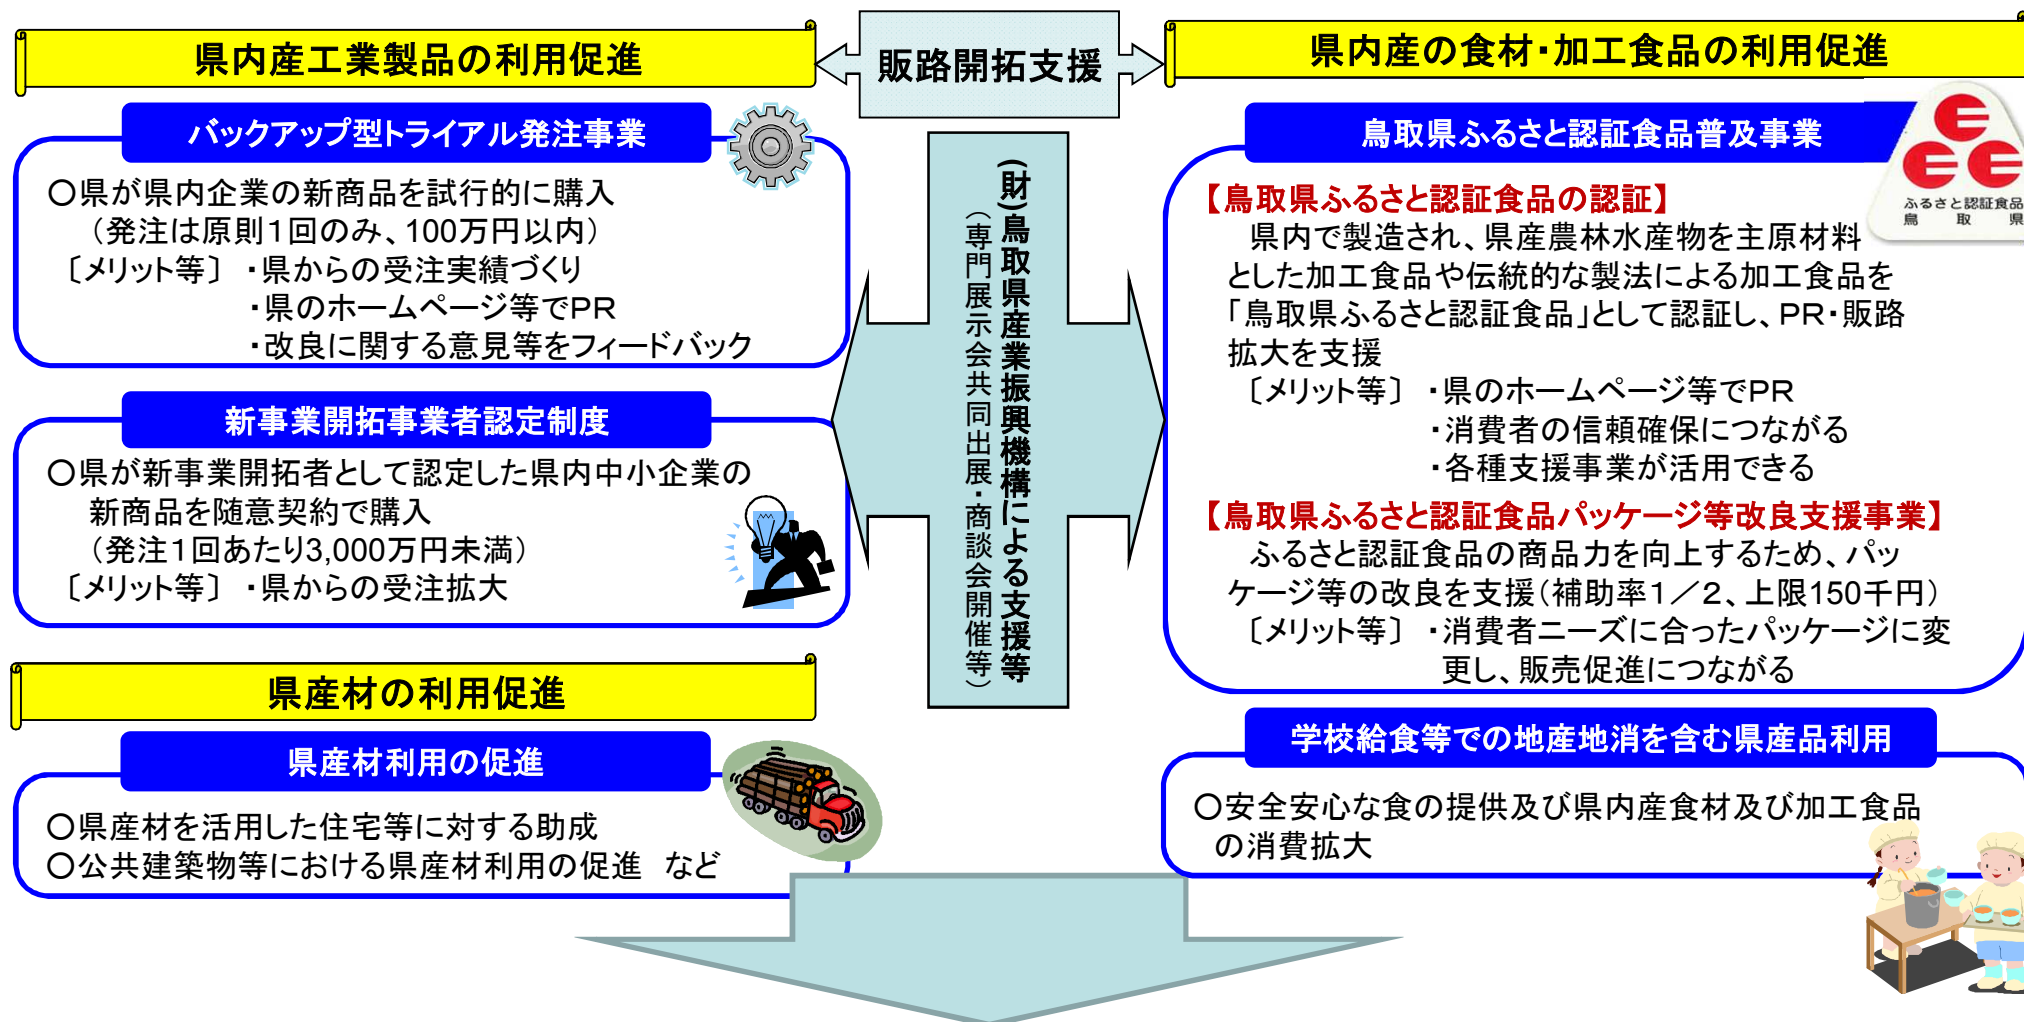 県内産工業製品の利用促進
バックアップ型トライアル発注事業
○県が県内企業の新商品を試行的に購入
(発注は原則1回のみ、100万円以内)
〔メリット等〕 ・県からの受注実績づくり
・県のホームページ等でPR
・改良に関する意見等をフィードバック
新事業開拓事業者認定制度
○県が新事業開拓者として認定した県内中小企業の
新商品を随意契約で購入
(発注1回あたり3,000万円未満)
〔メリット等〕 ・県からの受注拡大
県産材の利用促進
県産材利用の促進
○県産材を活用した住宅等に対する助成
○公共建築物等における県産材利用の促進 など
販路開拓支援
(財)鳥取県産業振興機構による支援等
(専門展示会共同出展・商談会開催等)
県内産の食材・加工食品の利用促進
鳥取県ふるさと認証食品普及事業
ふるさと認証食品
鳥取県
【鳥取県ふるさと認証食品の認証】
県内で製造され、県産農林水産物を主原材料
とした加工食品や伝統的な製法による加工食品を
「鳥取県ふるさと認証食品」として認証し、PR・販路
拡大を支援
〔メリット等〕 ・県のホームページ等でPR
・消費者の信頼確保につながる
・各種支援事業が活用できる
【鳥取県ふるさと認証食品パッケージ等改良支援事業】
ふるさと認証食品の商品力を向上するため、パッ
ケージ等の改良を支援(補助率1/2、上限150千円)
〔メリット等〕 ・消費者ニーズに合ったパッケージに変
更し、販売促進につながる
学校給食等での地産地消を含む県産品利用
○安全安心な食の提供及び県内産食材及び加工食品
の消費拡大